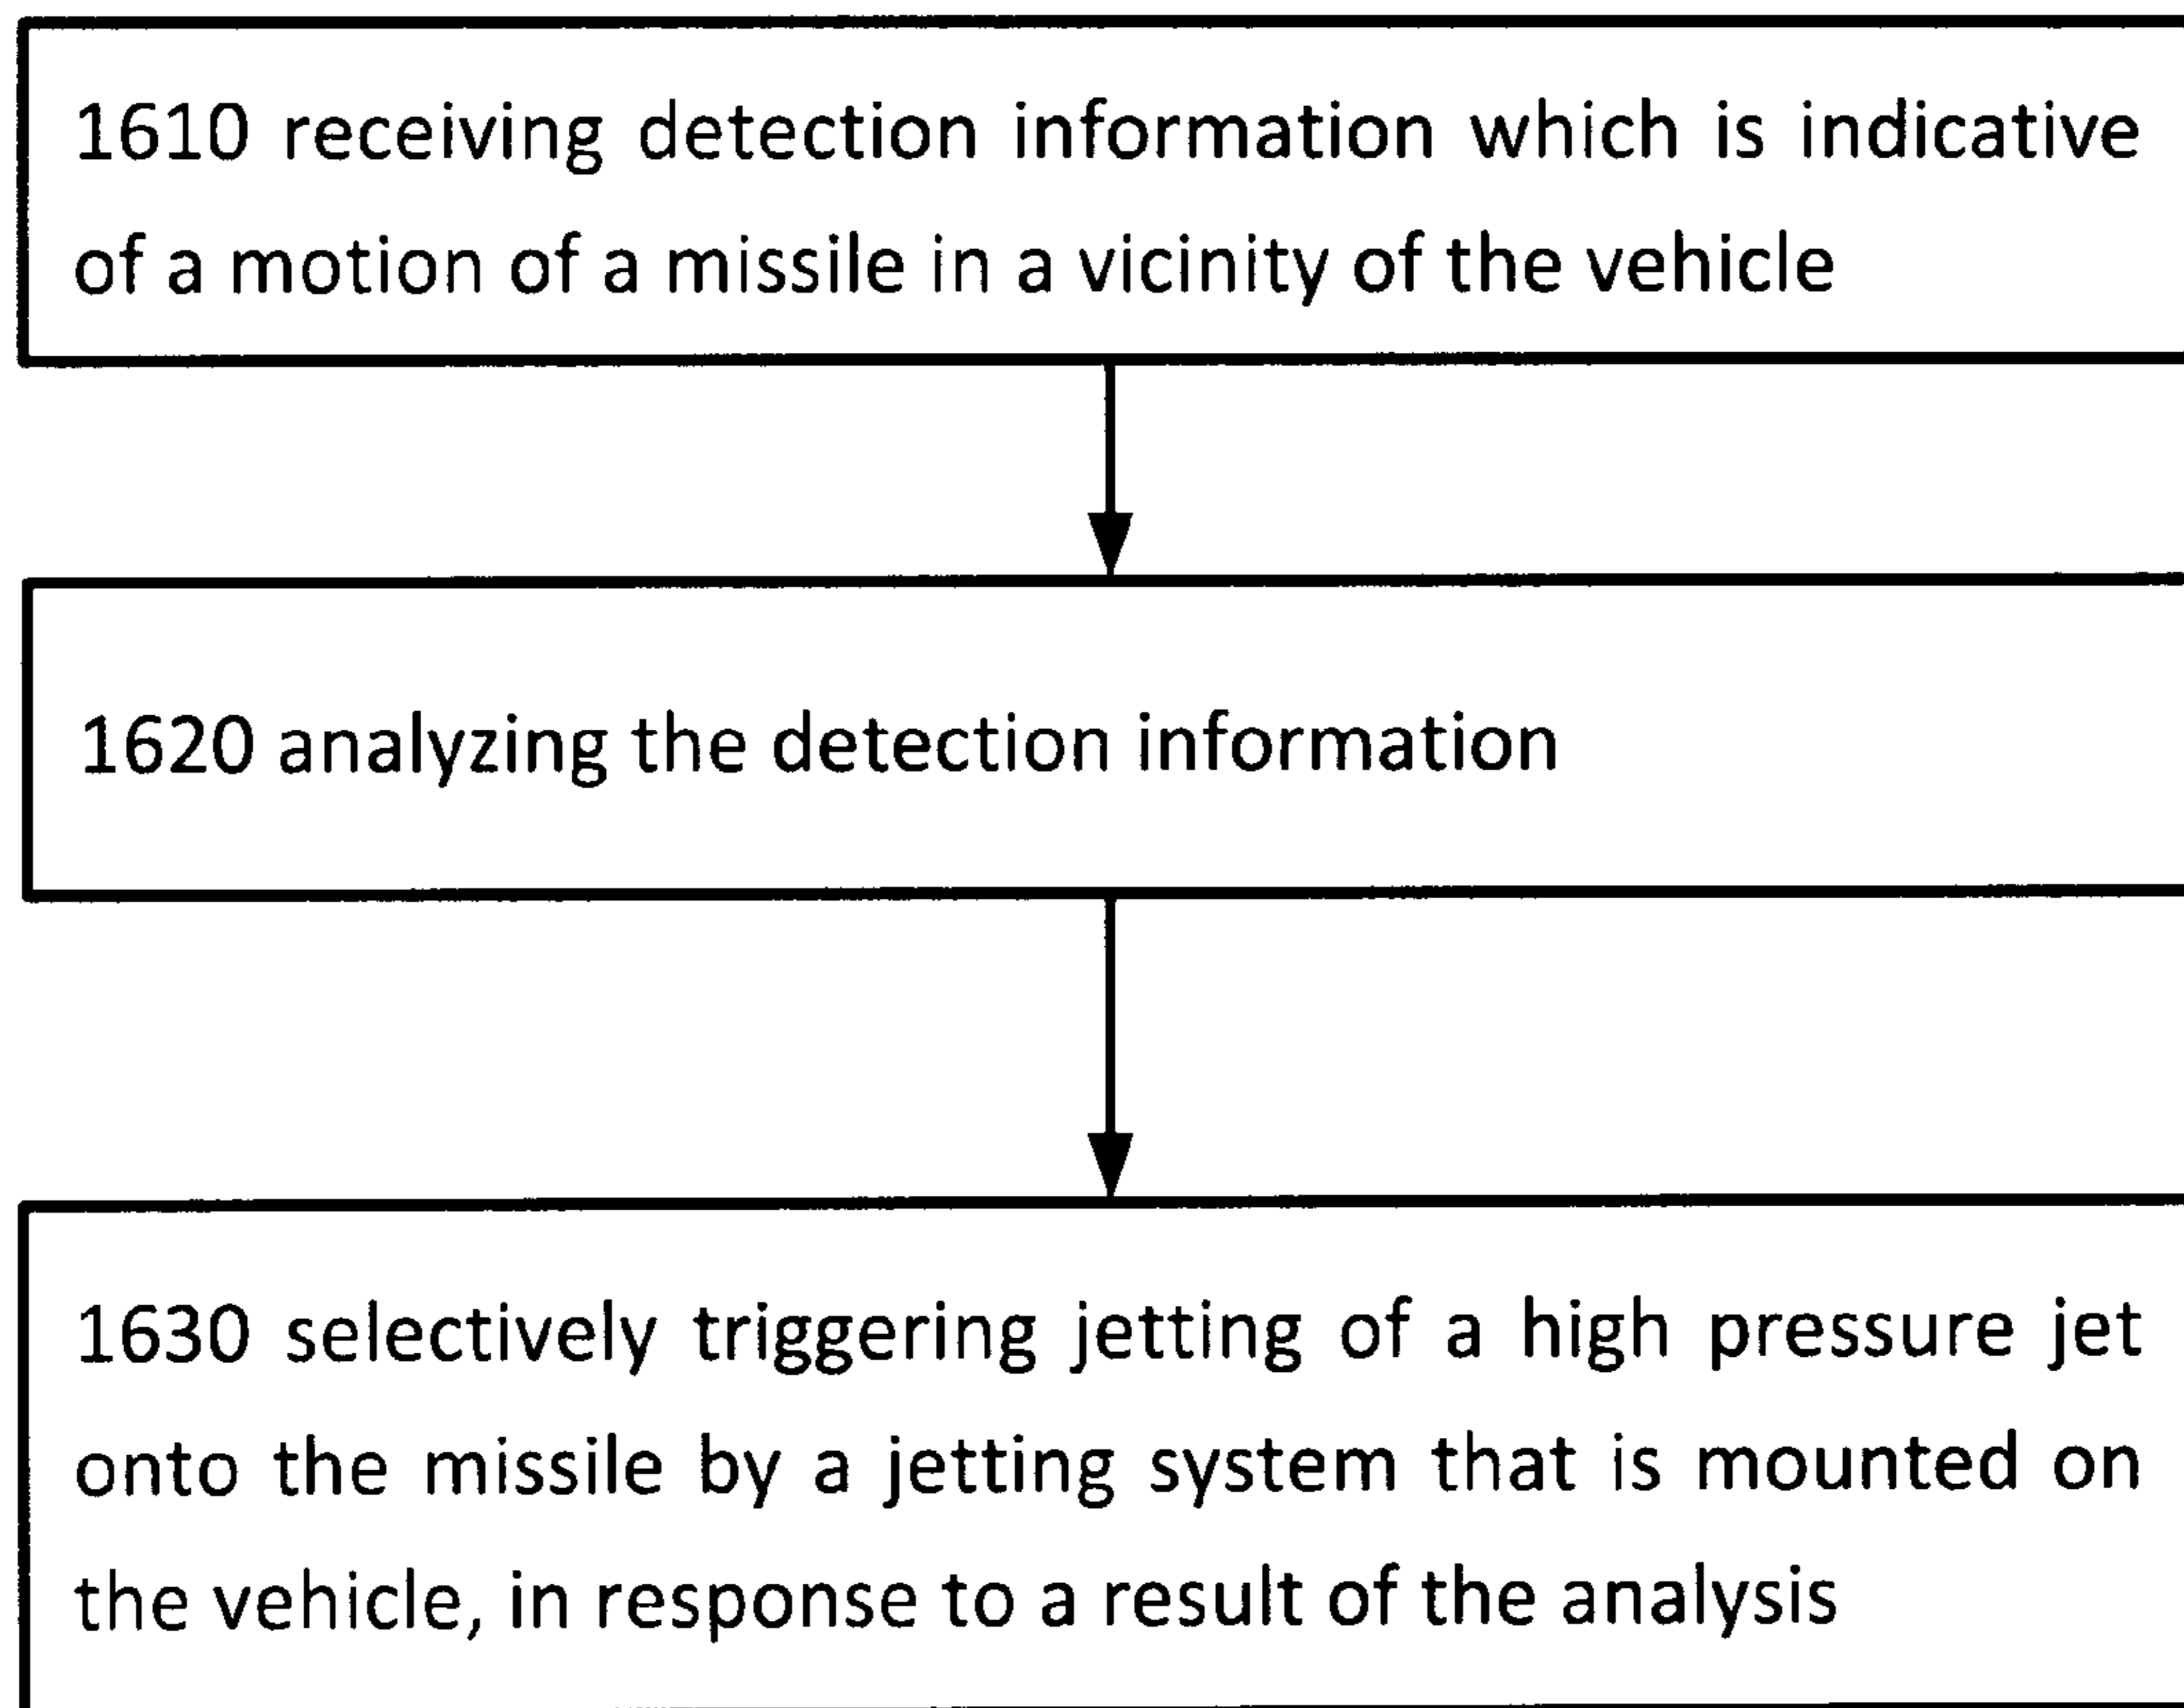 1610 receiving detection information which is indicative
of a motion of a missile in a vicinity of the vehicle
1620 analyzing the detection information
1630 selectively triggering jetting of a high pressure jet
onto the missile by a jetting system that is mounted on
the vehicle, in response to a result of the analysis